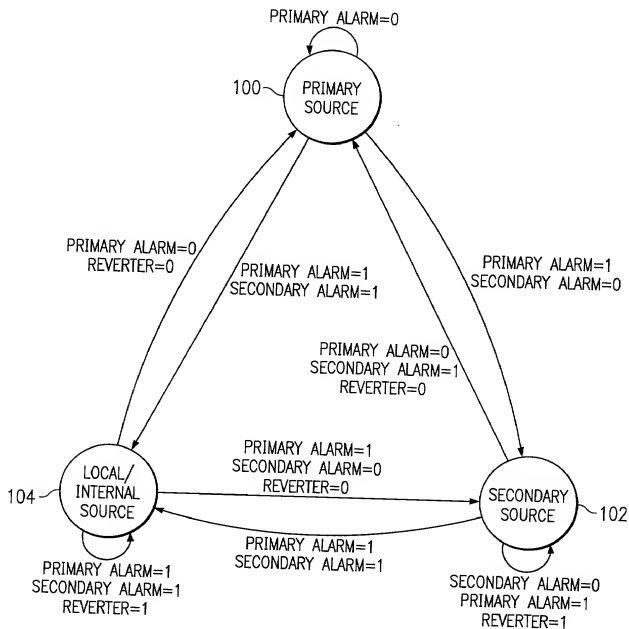 PRIMARY ALARM=0
100
PRIMARY
SOURCE
PRIMARY ALARM=0
REVERTER=0
PRIMARY ALARM=1
SECONDARY ALARM=1
PRIMARY ALARM=1
SECONDARY ALARM=0
PRIMARY ALARM=0
SECONDARY ALARM=1
REVERTER=0
PRIMARY ALARM=1
SECONDARY ALARM=0
REVERTER=0
104
LOCAL/
INTERNAL
SOURCE
SECONDARY
SOURCE
102
PRIMARY ALARM=1
SECONDARY ALARM=1
PRIMARY ALARM=1
SECONDARY ALARM=1
REVERTER=1
SECONDARY ALARM=0
PRIMARY ALARM=1
REVERTER=1